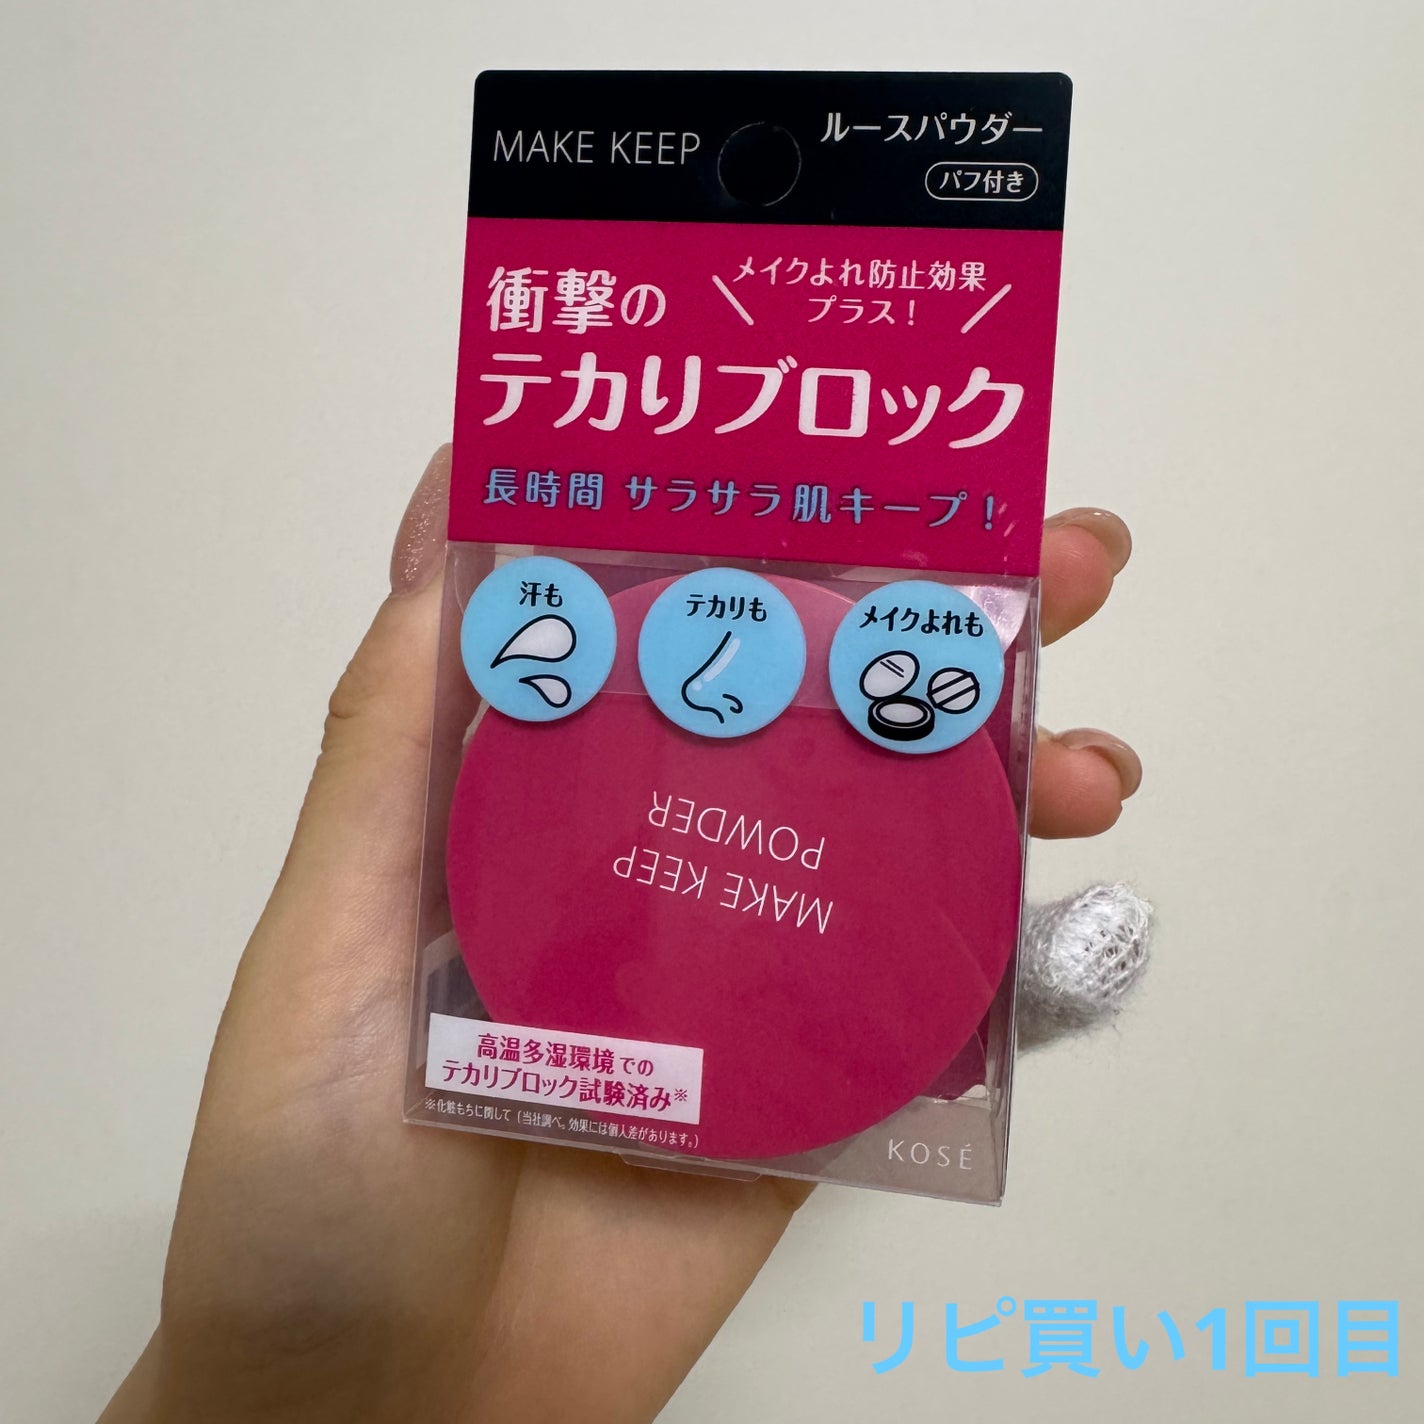 MAKE KEEP
ルースパウダー
パフ付き
メイクよれ防止効果
プラス!
衝撃の
テカリブロック
長時間 サラサラ肌キープ!
汗も
テカリも
メイクよれも
MAKE KEEP
POWDER
高温多湿環境での
テカリブロック試験済み※
※化粧もちに関して(当社調べ。効果には個人差があります。)
KOSÉ
リピ買い1回目